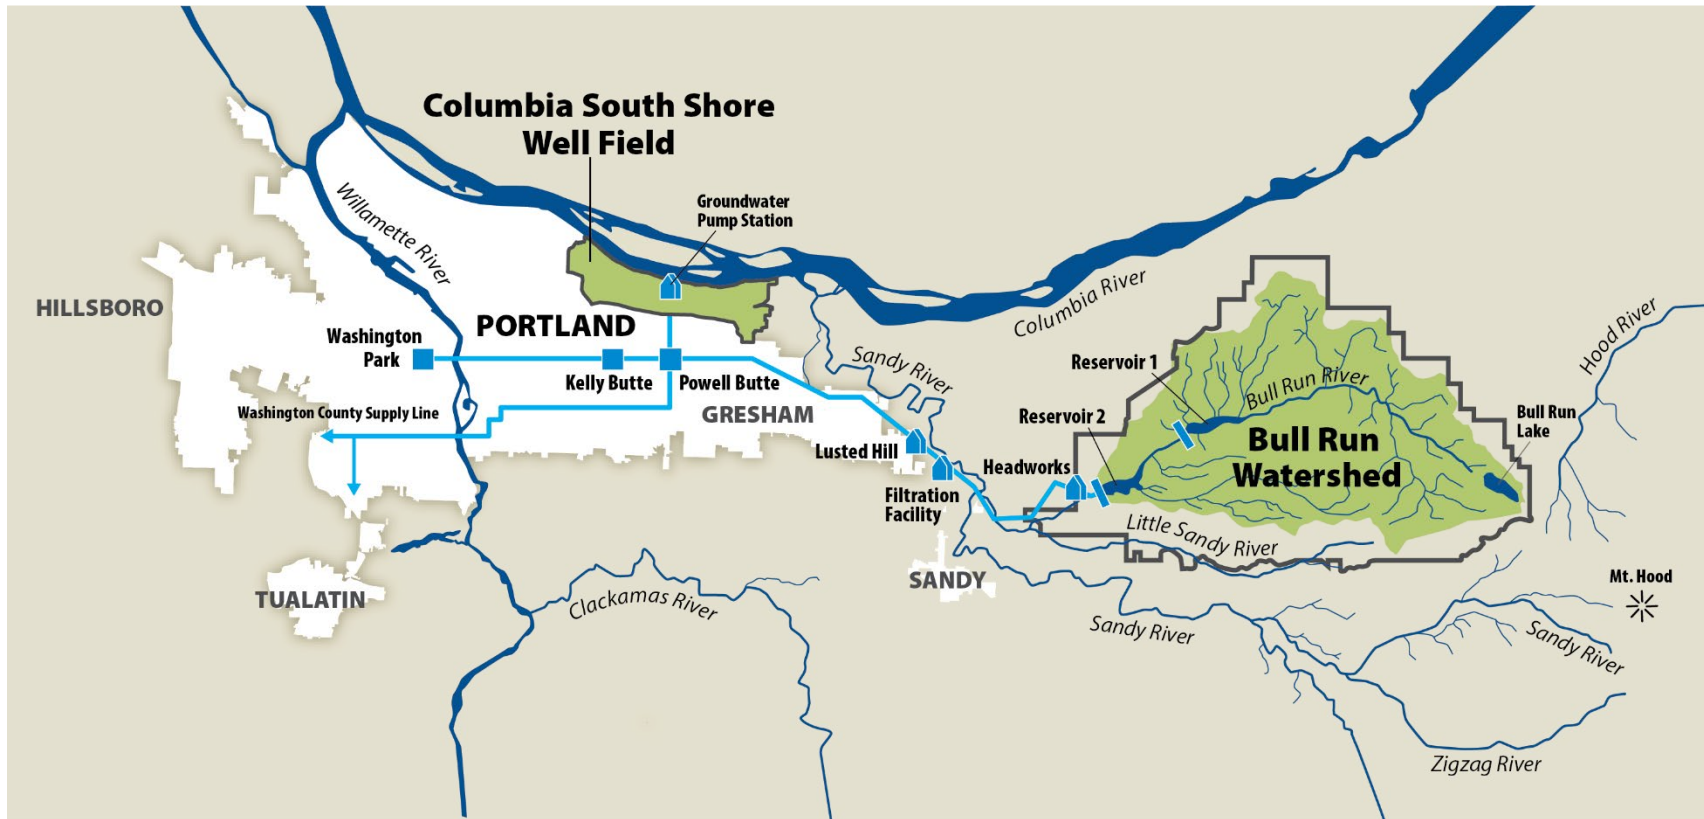 Columbia South Shore
Well Field
Groundwater
Pump Station
Willamette River
Columbia River
HILLSBORO
PORTLAND
Washington
Park
Kelly Butte
Powell Butte
Sandy River
Hood River
Reservoir 1
Bull Run River
Washington County Supply Line
GRESHAM
Reservoir 2
Bull Run
Lake
Lusted Hill
Headworks
Bull Run
Watershed
Filtration
Facility
Little Sandy River
SANDY
TUALATIN
Clackamas River
Mt. Hood
Sandy River
Sandy River
Zigzag River